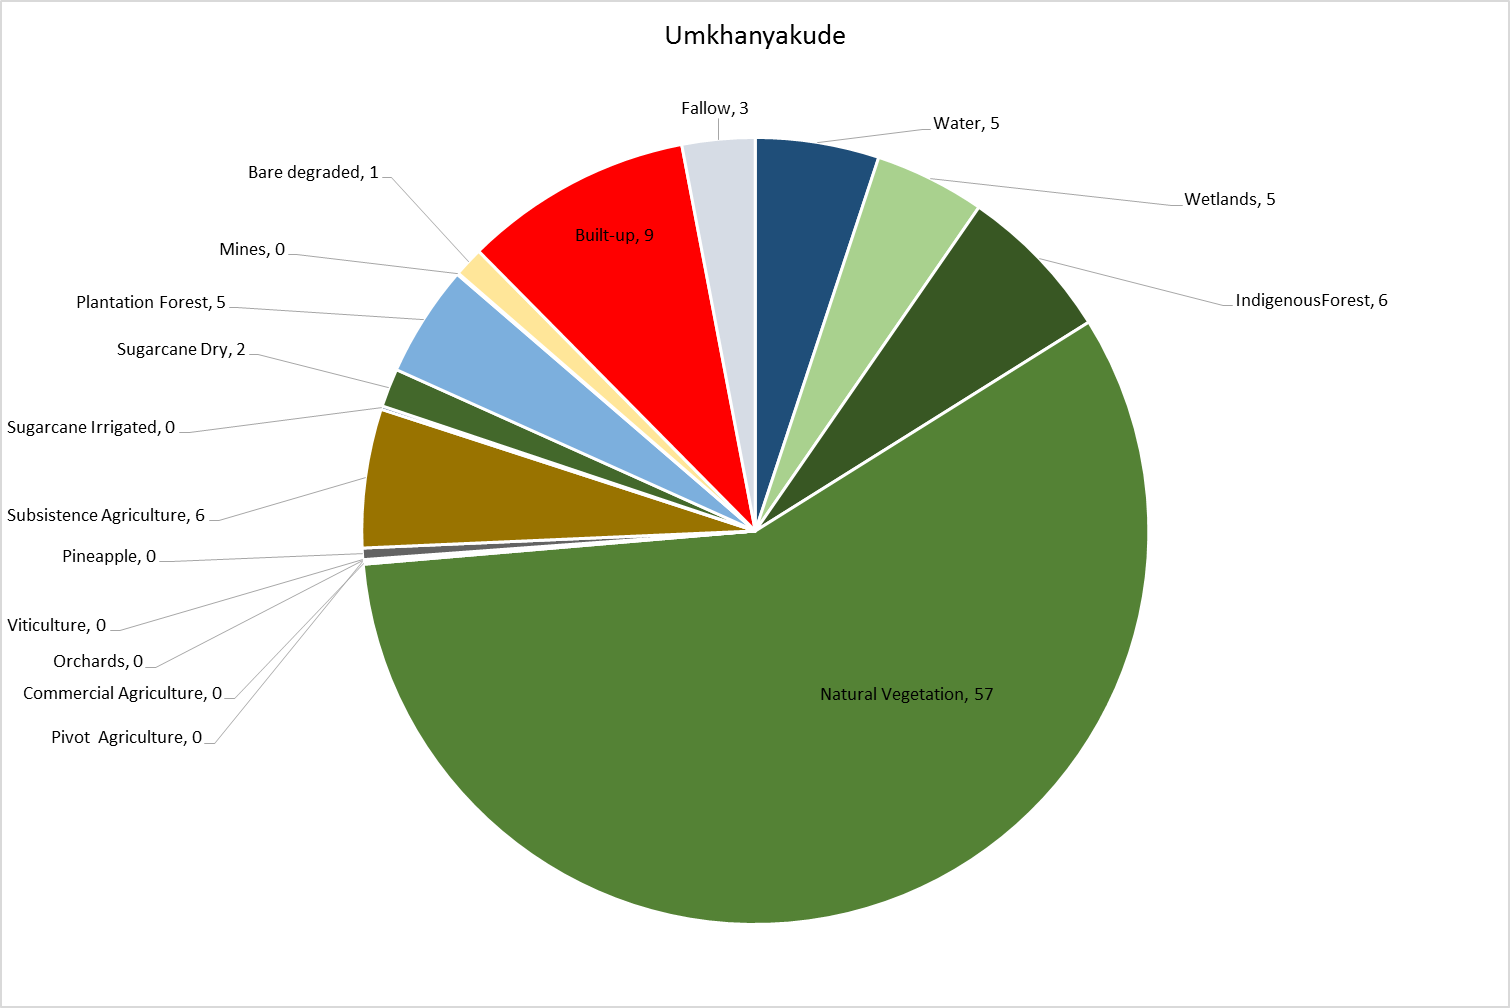 Umkhanyakude
Fallow, 3
Water, 5
Bare degraded, 1
Wetlands, 5
Built-up, 9
Mines, 0
Plantation Forest, 5
IndigenousForest, 6
Sugarcane Dry, 2
Sugarcane Irrigated, 0
Subsistence Agriculture, 6
Pineapple, 0
Viticulture, 0
Orchards, 0
Commercial Agriculture, 0
Natural Vegetation, 57
Pivot  Agriculture, 0